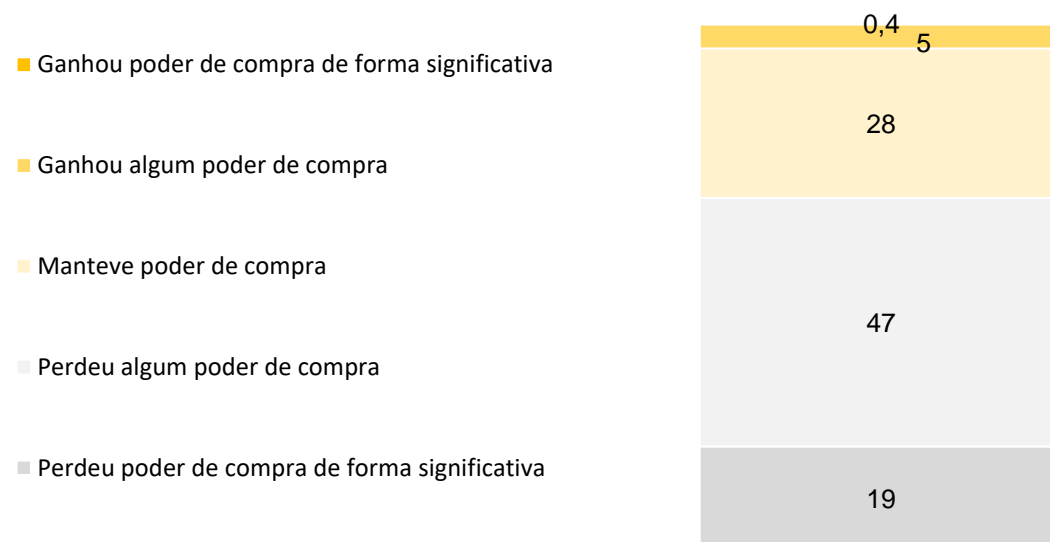 0,4
5
Ganhou poder de compra de forma significativa
28
Ganhou algum poder de compra
Manteve poder de compra
47
Perdeu algum poder de compra
Perdeu poder de compra de forma significativa
19